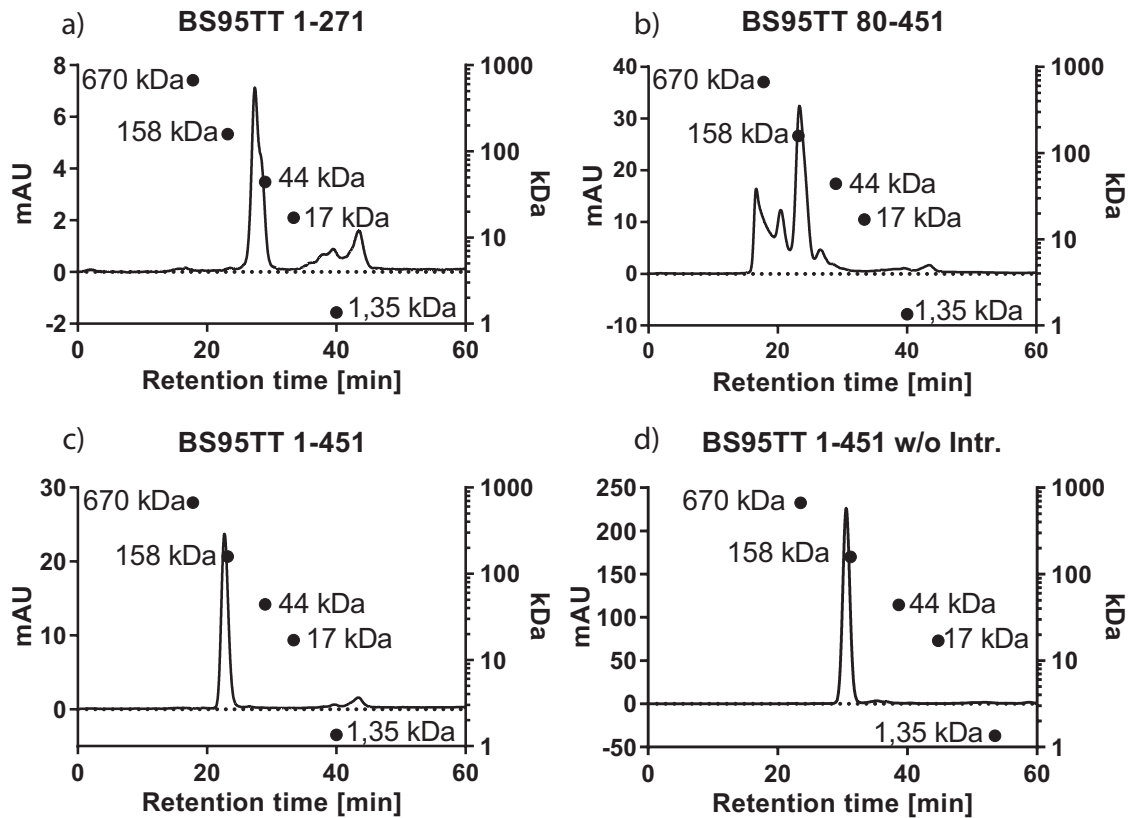 a) BS95TT 1-271
8 1000
670 kDa
6
158 kDa
100
4
44 kDa
mAU kDa
2 17 kDa
10
0
1,35 kDa
-2 1
0 20 40 60
Retention time [min]
b) BS95TT 80-451
40 1000
670 kDa
30
158 kDa
100
20
44 kDa
mAU kDa
17 kDa
10
10
0
1,35 kDa
-10 1
0 20 40 60
Retention time [min]
c) BS95TT 1-451
30 1000
670 kDa
158 kDa
20
100
44 kDa
mAU kDa
17 kDa
10
10
0
1,35 kDa
1
0 20 40 60
Retention time [min]
d) BS95TT 1-451 w/o Intr.
250 1000
670 kDa
200
158 kDa
150
100
44 kDa
mAU kDa
100
17 kDa
50
10
0
1,35 kDa
-50 1
0 20 40 60
Retention time [min]